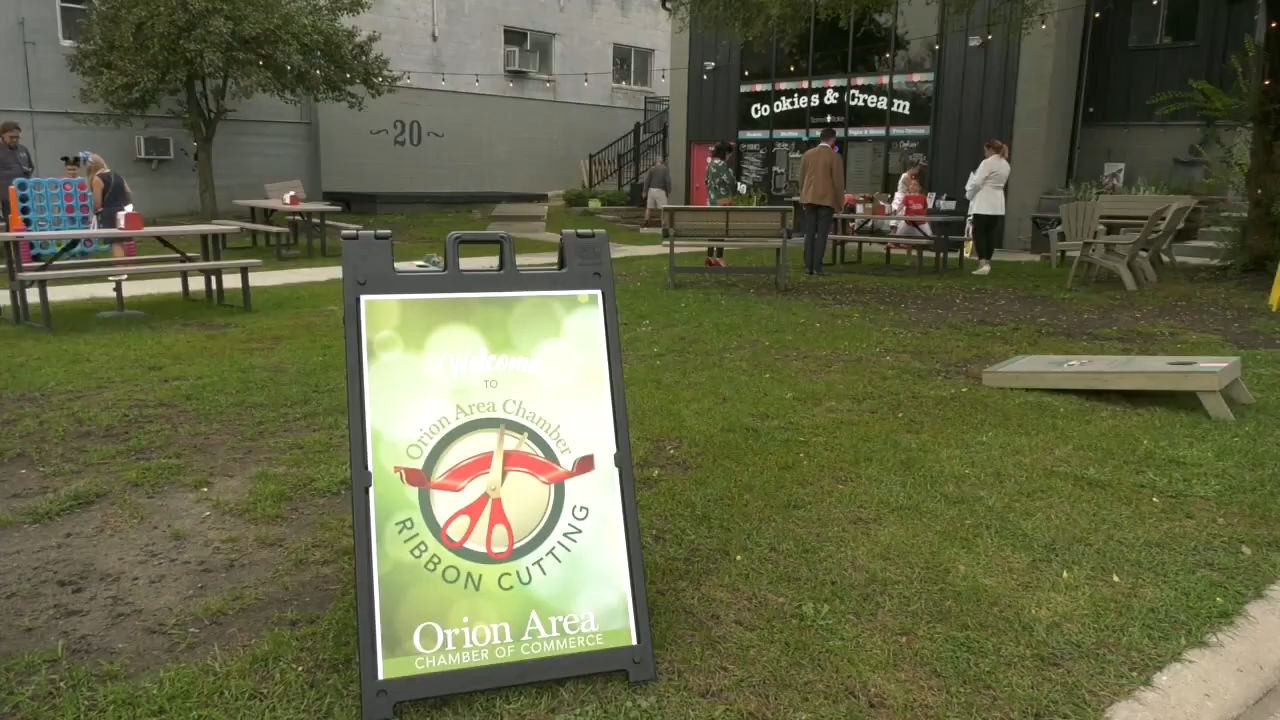 ~20~
Cookies & Cream
Welcome
TO
Orion Area Chamber
RIBBON CUTTING
Orion Area
CHAMBER OF COMMERCE